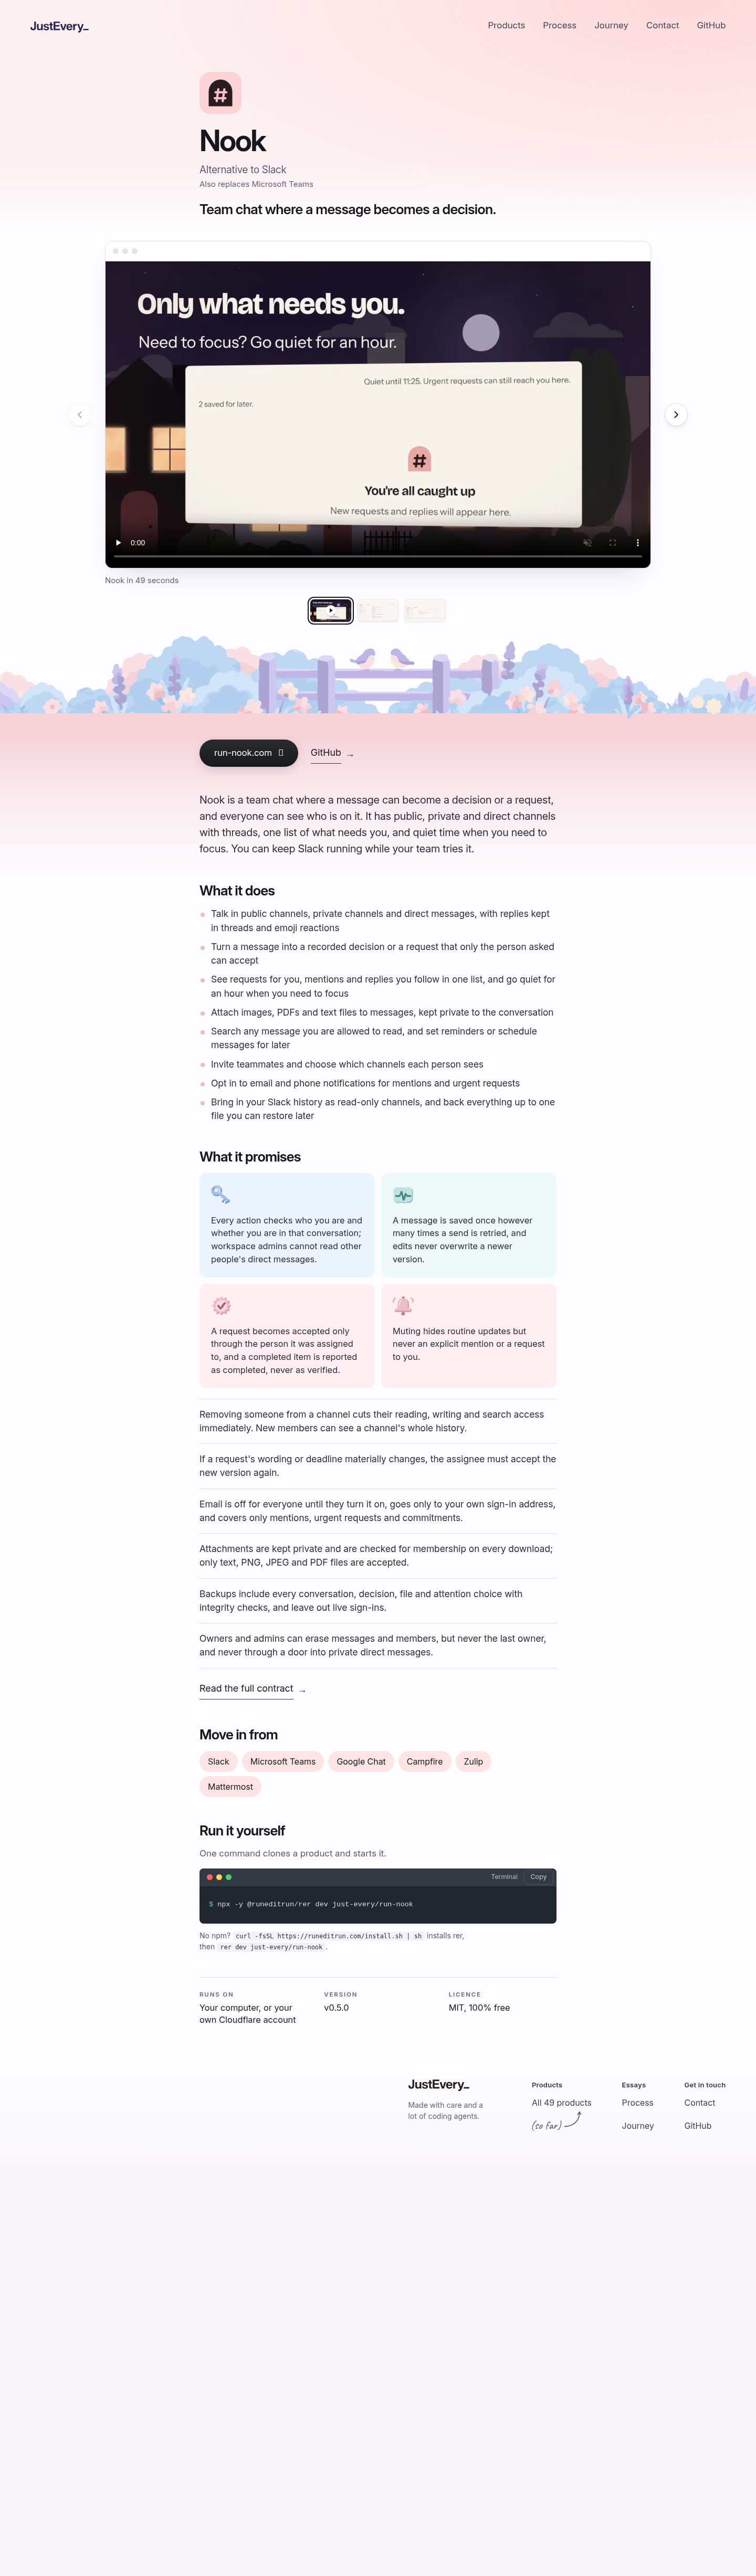 JustEvery_
Products
Process
Journey
Contact
GitHub
#
Nook
Alternative to Slack
Also replaces Microsoft Teams
Team chat where a message becomes a decision.
Only what needs you.
Need to focus? Go quiet for an hour.
Quiet until 11:25. Urgent requests can still reach you here.
2 saved for later.
#
You're all caught up
New requests and replies will appear here.
0:00
Nook in 49 seconds
run-nook.com
GitHub →
Nook is a team chat where a message can become a decision or a request,
and everyone can see who is on it. It has public, private and direct channels
with threads, one list of what needs you, and quiet time when you need to
focus. You can keep Slack running while your team tries it.
What it does
Talk in public channels, private channels and direct messages, with replies kept
in threads and emoji reactions
Turn a message into a recorded decision or a request that only the person asked
can accept
See requests for you, mentions and replies you follow in one list, and go quiet for
an hour when you need to focus
Attach images, PDFs and text files to messages, kept private to the conversation
Search any message you are allowed to read, and set reminders or schedule
messages for later
Invite teammates and choose which channels each person sees
Opt in to email and phone notifications for mentions and urgent requests
Bring in your Slack history as read-only channels, and back everything up to one
file you can restore later
What it promises
Every action checks who you are and
whether you are in that conversation;
workspace admins cannot read other
people's direct messages.
A message is saved once however
many times a send is retried, and
edits never overwrite a newer
version.
A request becomes accepted only
through the person it was assigned
to, and a completed item is reported
as completed, never as verified.
Muting hides routine updates but
never an explicit mention or a request
to you.
Removing someone from a channel cuts their reading, writing and search access
immediately. New members can see a channel's whole history.
If a request's wording or deadline materially changes, the assignee must accept the
new version again.
Email is off for everyone until they turn it on, goes only to your own sign-in address,
and covers only mentions, urgent requests and commitments.
Attachments are kept private and are checked for membership on every download;
only text, PNG, JPEG and PDF files are accepted.
Backups include every conversation, decision, file and attention choice with
integrity checks, and leave out live sign-ins.
Owners and admins can erase messages and members, but never the last owner,
and never through a door into private direct messages.
Read the full contract →
Move in from
Slack
Microsoft Teams
Google Chat
Campfire
Zulip
Mattermost
Run it yourself
One command clones a product and starts it.
Terminal
Copy
$ npx -y @runeditrun/rer dev just-every/run-nook
No npm? curl -fsSL https://runeditrun.com/install.sh | sh installs rer,
then rer dev just-every/run-nook.
RUNS ON
Your computer, or your
own Cloudflare account
VERSION
v0.5.0
LICENCE
MIT, 100% free
JustEvery_
Made with care and a
lot of coding agents.
Products
All 49 products
(so far)
Essays
Process
Journey
Get in touch
Contact
GitHub